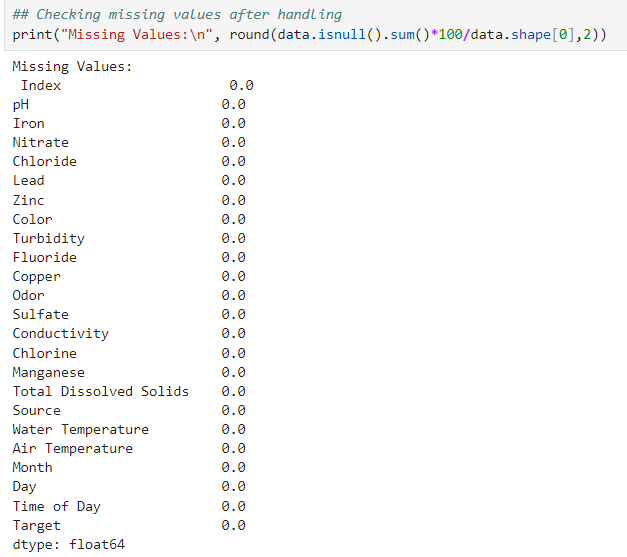 ## Checking missing values after handling
print("Missing Values:\n", round(data.isnull().sum()*100/data.shape[0],2))
Missing Values:
 Index                    0.0
pH                       0.0
Iron                     0.0
Nitrate                  0.0
Chloride                 0.0
Lead                     0.0
Zinc                     0.0
Color                    0.0
Turbidity                0.0
Fluoride                 0.0
Copper                   0.0
Odor                     0.0
Sulfate                  0.0
Conductivity             0.0
Chlorine                 0.0
Manganese                0.0
Total Dissolved Solids   0.0
Source                   0.0
Water Temperature        0.0
Air Temperature          0.0
Month                    0.0
Day                      0.0
Time of Day              0.0
Target                   0.0
dtype: float64